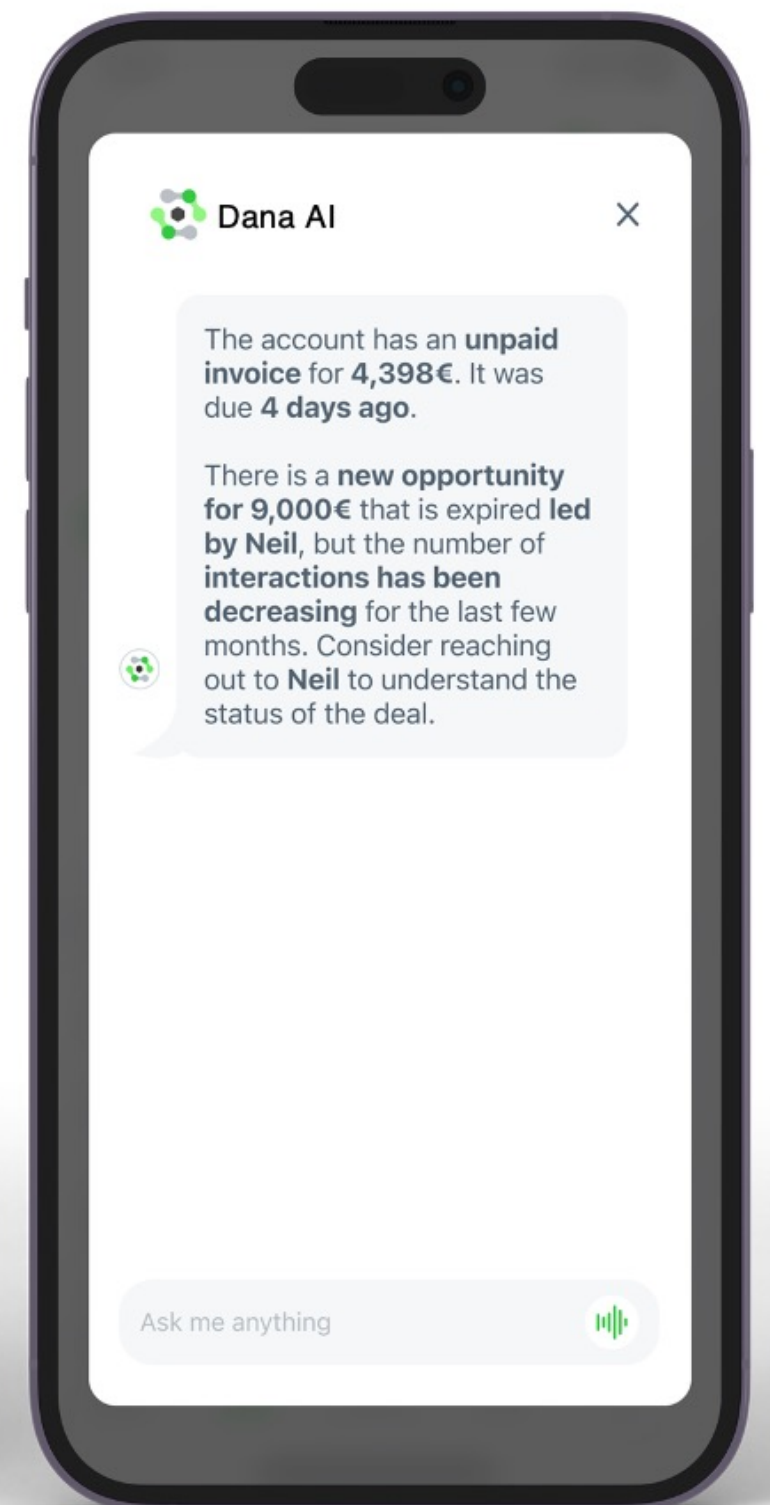 Dana AI
The account has an unpaid
invoice for 4,398€. It was
due 4 days ago.
There is a new opportunity
for 9,000€ that is expired led
by Neil, but the number of
interactions has been
decreasing for the last few
months. Consider reaching
out to Neil to understand the
status of the deal.
Ask me anything